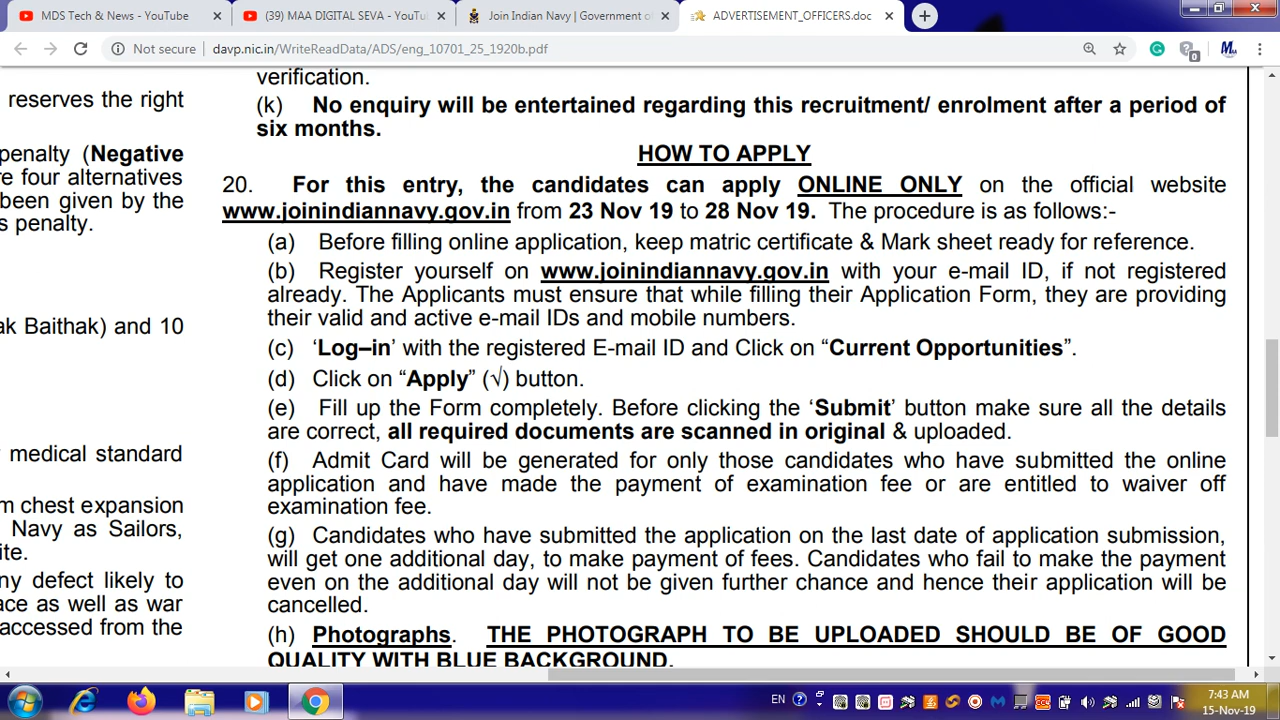 MDS Tech & News - YouTube
(39) MAA DIGITAL SEVA - YouTu
Join Indian Navy | Government o
ADVERTISEMENT_OFFICERS.doc
Not secure | davp.nic.in/WriteReadData/ADS/eng_10701_25_1920b.pdf
0
reserves the right
penalty (Negative
re four alternatives
been given by the
s penalty.
ak Baithak) and 10
medical standard
m chest expansion
Navy as Sailors,
ite.
ny defect likely to
ace as well as war
accessed from the
verification.
(k) No enquiry will be entertained regarding this recruitment/ enrolment after a period of
six months.
HOW TO APPLY
20. For this entry, the candidates can apply ONLINE ONLY on the official website
www.joinindiannavy.gov.in from 23 Nov 19 to 28 Nov 19. The procedure is as follows:-
(a) Before filling online application, keep matric certificate & Mark sheet ready for reference.
(b) Register yourself on www.joinindiannavy.gov.in with your e-mail ID, if not registered
already. The Applicants must ensure that while filling their Application Form, they are providing
their valid and active e-mail IDs and mobile numbers.
(c) ‘Log–in’ with the registered E-mail ID and Click on “Current Opportunities”.
(d) Click on “Apply” (√) button.
(e) Fill up the Form completely. Before clicking the ‘Submit’ button make sure all the details
are correct, all required documents are scanned in original & uploaded.
(f) Admit Card will be generated for only those candidates who have submitted the online
application and have made the payment of examination fee or are entitled to waiver off
examination fee.
(g) Candidates who have submitted the application on the last date of application submission,
will get one additional day, to make payment of fees. Candidates who fail to make the payment
even on the additional day will not be given further chance and hence their application will be
cancelled.
(h) Photographs. THE PHOTOGRAPH TO BE UPLOADED SHOULD BE OF GOOD
QUALITY WITH BLUE BACKGROUND.
EN
7:43 AM
15-Nov-19